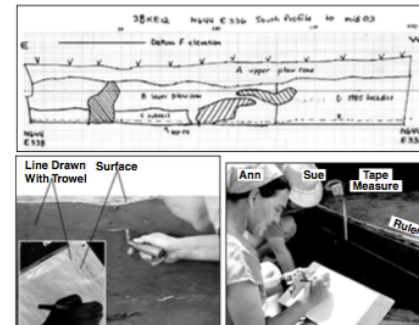 38KE12 N644 E336 South Profile to mid 03
E
Datum F elevation
A upper plow zone
B lower plow zone
D 1985 backdirt
C subsoil
N644
E338
N644
Line Drawn
With Trowel
Surface
Ann
Sue
Tape
Measure
Ruler